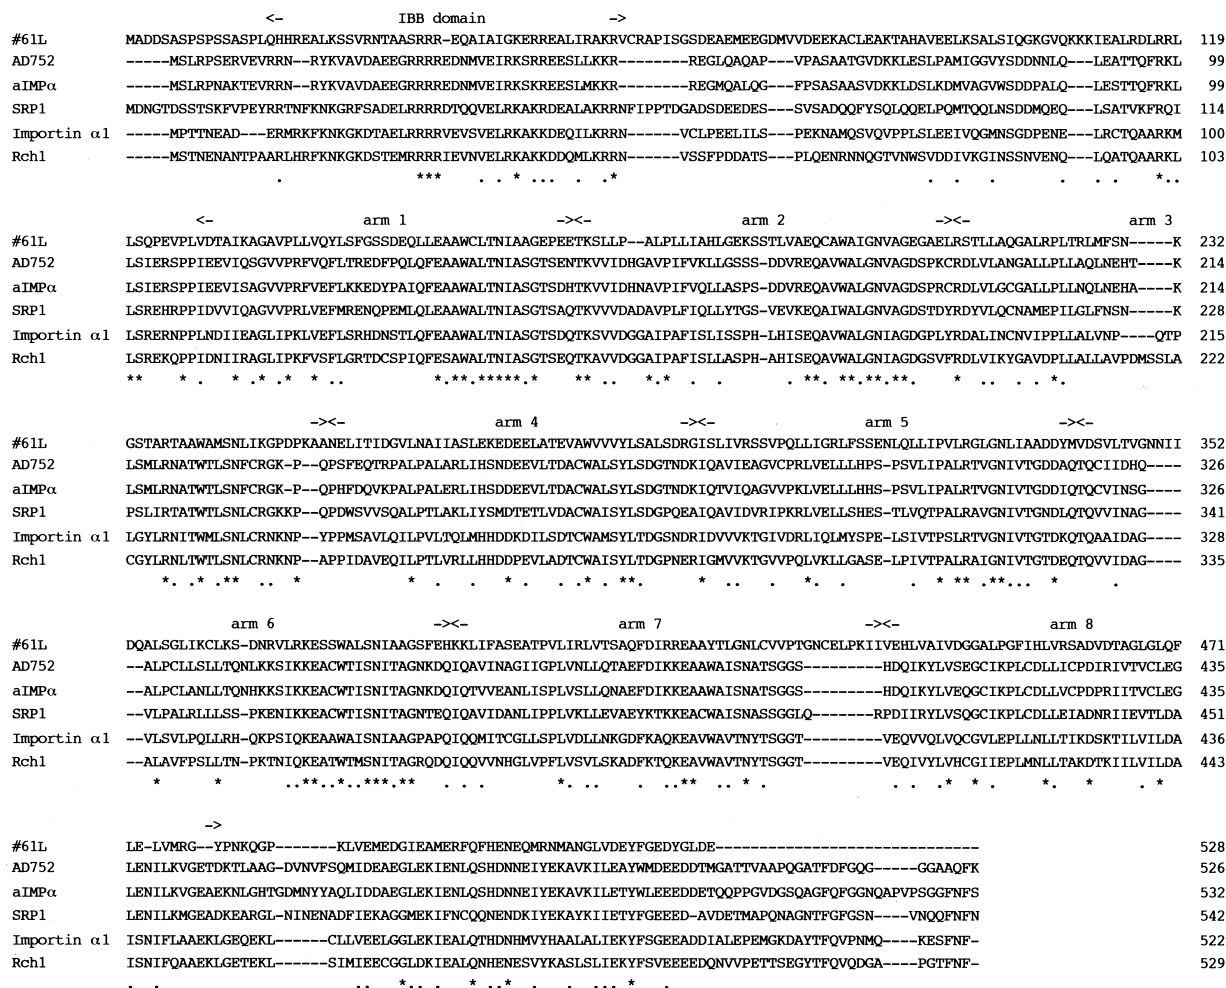 <- IBB domain ->
#61L MADDSASPSPSSASPLQHHREALKSSVRNTAASRRR-EQAIAIGKERREALIRAKRVCRAPISGSDEAEMEEGDMVVDEEKACLEAKTAHAVEELKSALSIQGKGVQKKKIEALRDLRRL 119
AD752 -----MSLRPSERVEVRRN--RYKVAVDAEEGRRRREDNMVEIRKSRREESLLKKR-------REGLQAQAP---VPASAATGVDKKLESLPAMIGGVYSDDNNLQ---LEATTQFRKL 99
aIMPα -----MSLRPNAKTEVRRN--RYKVAVDAEEGRRRREDNMVEIRKSKREESLMKKR-------REGMQALQG---FPSASAASVDKKLDSLKDMVAGVWSDDPALQ---LESTTQFRKL 99
SRP1 MDNGTDSSTSKFVPEYRRTNFKNKGRFSADELRRRRDTQQVELRKAKRDEALAKRRNFIPPTDGADSDEEDES---SVSADQQFYSQLQQELPQMTQQLNSDDMQEQ---LSATVKFRQI 114
Importin α1 -----MPTTNEAD---ERMRKFKNKGKDTAELRRRRVEVSVELRKAKKDEQILKRRN------VCLPEELILS---PEKNAMQSVQVPPLSLEEIVQGMNSGDPENE---LRCTQAARKM 100
Rch1 -----MSTNENANTPAARLHRFKNKGKDSTEMRRRRIEVNVELRKAKKDDQMLKRRN------VSSFPDDATS---PLQENRNNQGTVNWSVDDIVKGINSSNVENQ---LQATQAARKL 103
. *** . . * ... . * . . . . . *..
<- arm 1 -><- arm 2 -><- arm 3
#61L LSQPEVPLVDTAIKAGAVPLLVQYLSFGSSDEQLLEAAWCLTNIAAGEPEETKSLLP--ALPLLIAHLGEKSSTLVAEQCAWAIGNVAGEGAELRSTLLAQGALRPLTRLMFSN-----K 232
AD752 LSIERSPPIEEVIQSGVVPRFVQFLTREDFPQLQFEAAWALTNIASGTSENTKVVIDHGAVPIFVKLLGSSS-DDVREQAVWALGNVAGDSPKCRDLVLANGALLPLLAQLNEHT----K 214
aIMPα LSIERSPPIEEVISAGVVPRFVEFLKKEDYPAIQFEAAWALTNIASGTSDHTKVVIDHNAVPIFVQLLASPS-DDVREQAVWALGNVAGDSPRCRDLVLGCGALLPLLNQLNEHA----K 214
SRP1 LSREHRPPIDVVIQAGVVPRLVEFMRENQPEMLQLEAAWALTNIASGTSAQTKVVVDADAVPLFIQLLYTGS-VEVKEQAIWALGNVAGDSTDYRDYVLQCNAMEPILGLFNSN-----K 228
Importin α1 LSRERNPPLNDIIEAGLIPKLVEFLSRHDNSTLQFEAAWALTNIASGTSDQTKSVVDGGAIPAFISLISSPH-LHISEQAVWALGNIAGDGPLYRDALINCNVIPPLLALVNP---QTP 215
Rch1 LSREKQPPIDNIIRAGLIPKFVSFLGRTDCSPIQFESAWALTNIASGTSEQTKAVVDGGAIPAFISLLASPH-AHISEQAVWALGNIAGDGSVFRDLVIKYGAVDPLLALLAVPDMSSLA 222
** * . * .* * * .. *.**.*****.* ** .. *.* . . .** **.**.**. * .. . . *.
-><- arm 4 -><- arm 5 -><-
#61L GSTARTAAWAMSNLIKGPDPKAANELITIDGVLNAIIASLEKEDEELATEVAWVVVYLSALSDRGISLIVRSSVPQLLIGRLFSSENLQLLIPVLRGLGNLIAADDYMVDSVLTVGNNII 352
AD752 LSMLRNATWTLSNFCRGK-P--QPSFEQTRPALPALARLIHSNDEEVLTDACWALSYLSDGTNDKIQAVIEAGVCPRLVELLLHPS-PSVLIPALRTVGNIVTGDDAQTQCIIDHQ---- 326
aIMPα LSMLRNATWTLSNFCRGK-P--QPHFDQVKPALPALERLIHSDDEEVLTDACWALSYLSDGTNDKIQTVIQAGVVPKLVELLLHHS-PSVLIPALRTVGNIVTGDDIQTQCVINSG---- 326
SRP1 PSLIRTATWTLSNLCRGKKP--QPDWSVVSQALPTLAKLIYSMDTETLVDACWAISYLSDGPQEAIQAVIDVRIPKRLVELLSHES-TLVQTPALRAVGNIVTGNDLQTQVVINAG---- 341
Importin α1 LGYLRNITWMLSNLCRNKNP--YPPMSAVLQILPVLTQLMHHDDKDILSDTCWAMSYLTDGSNDRIDVVVKTGIVDRLIQLMYSPE-LSIVTPSLRTVGNIVTGTDKQTQAAIDAG---- 328
Rch1 CGYLRNLTWTLSNLCRNKNP--APPIDAVEQILPTLVRLLHHDDPEVLADTCWAISYLTDGPNERIGMVVKTGVVPQLVKLLGASE-LPIVTPALRAIGNIVTGTDEQTQVVIDAG---- 335
*. .* .** .. * * . * . *. .**. * . . *. . * .** .**... * .
arm 6 -><- arm 7 -><- arm 8
#61L DQALSGLIKCLKS-DNRVLRKESSWALSNIAAGSFEHKKLIFASEATPVLIRLVTSAQFDIRREAAYTLGNLCVVPTGNCELPKIIVEHLVAIVDGGALPGFIHLVRSADVDTAGLGLQF 471
AD752 --ALPCLLSLLTQNLKKSIKKEACWTISNITAGNKDQIQAVINAGIIGPLVNLLQTAEFDIKKEAAWAISNATSGGS---------HDQIKYLVSEGCIKPLCDLLICPDIRIVTVCLEG 435
aIMPα --ALPCLANLLTQNHKKSIKKEACWTISNITAGNKDQIQTVVEANLISPLVSLLQNAEFDIKKEAAWAISNATSGGS---------HDQIKYLVEQGCIKPLCDLLVCPDPRIITVCLEG 435
SRP1 --VLPALRLLLSS-PKENIKKEACWTISNITAGNTEQIQAVIDANLIPPLVKLLEVAEYKTKKEACWAISNASSGGLQ--------RPDIIRYLVSQGCIKPLCDLLEIADNRIIEVTLDA 451
Importin α1 --VLSVLPQLLRH-QKPSIQKEAAWAISNIAAGPAPQIQQMITCGLLSPLVDLLNKGDFKAQKEAVWAVTNYTSGGT---------VEQVVQLVQCGVLEPLLNLLTIKDSKTILVILDA 436
Rch1 --ALAVFPSLLTN-PKTNIQKEATWTMSNITAGRQDQIQQVVNHGLVPFLVSVLSKADFKTQKEAVWAVTNYTSGGT---------VEQIVYLVHCGIIEPLMNLLTAKDTKIILVILDA 443
* * ..**.*.***.** . . . *. .. ..** .. *. . . .* * . *. * . . *
->
#61L LE-LVMRG--YPNKQGP-------KLVEMEDGIEAMERFQFHENEQMRNMANGLVDEYFGEDYGLDE 528
AD752 LENILKVGETDKTLAAG-DVNVFSQMIDEAEGLEKIENLQSHDNNEIYEKAVKILEAYWMDEEDDTMGATTVAAPQGATFDFGQG-----GGAAQFK 526
aIMPα LENILKVGEAEKNLGHTGDMNYYAQLIDDAEGLEKIENLQSHDNNEIYEKAVKILETYWLEEEDDETQQPPGVDGSQAGFQFGGNQAPVPSGGFNFS 532
SRP1 LENILKMGEADKEARGL-NINENADFIEKAGGMEKIFNCQQNENDKIYEKAYKIIETYFGEEED-AVDETMAPQNAGNTFGFGSN----VNQQFNFN 542
Importin α1 ISNIFLAAEKLGEQEKL------CLLVEELGGLEKIEALQTHDNHMVYHAALALIEKYFSGEEADDIALEPEMGKDAYTFQVPNMQ----KESFNF- 522
Rch1 ISNIFQAAEKLGETEKL------SIMIEECGGLDKIEALQNHENESVYKASLSLIEKYFSVEEEEDQNVVPETTSEGYTFQVQDGA----PGTFNF- 529
. . .. *.. . * .* . . ...* .